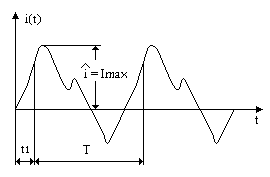 i(t)
î = Imax
t
t1
T